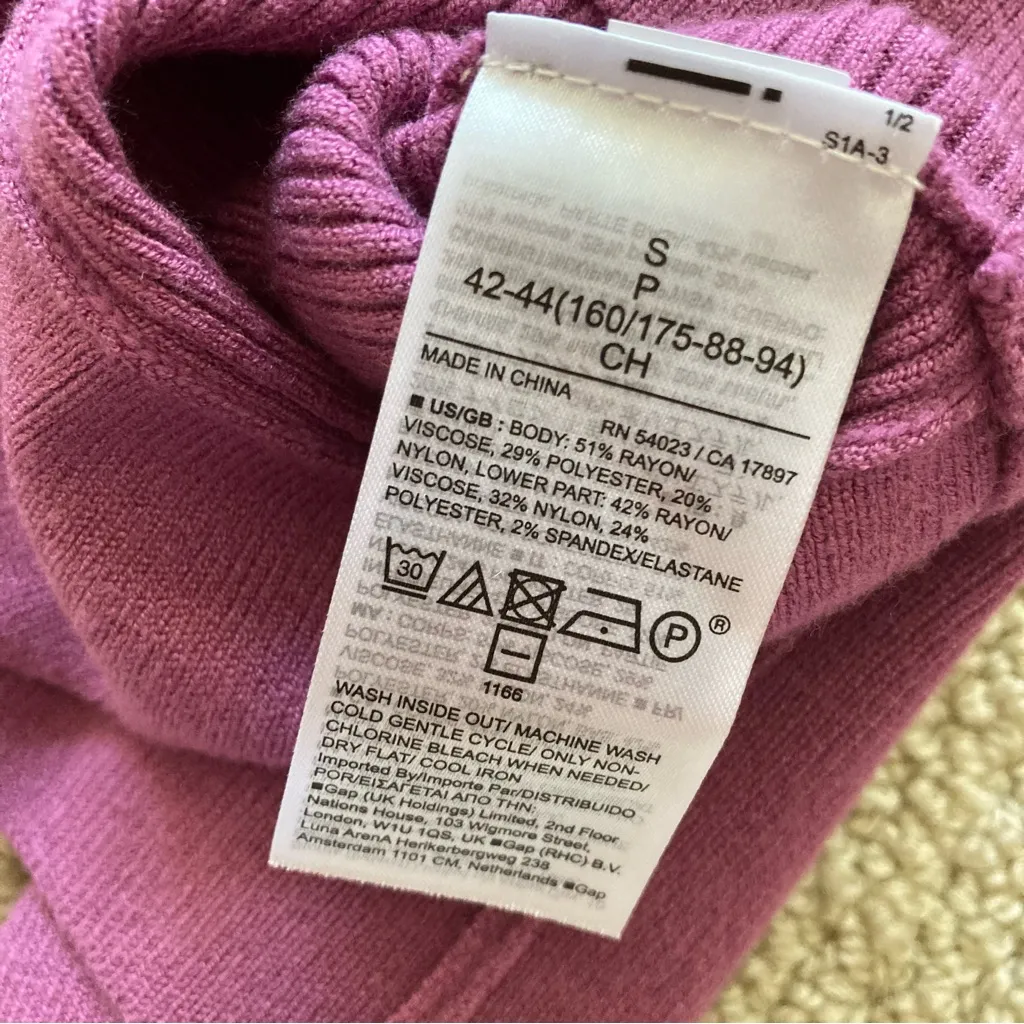 1/2
S1A-3
S
P
42-44(160/175-88-94)
CH
MADE IN CHINA
RN 54023 / CA 17897
■ US/GB : BODY: 51% RAYON/
VISCOSE, 29% POLYESTER, 20%
NYLON, LOWER PART: 42% RAYON/
VISCOSE, 32% NYLON, 24%
POLYESTER, 2% SPANDEX/ELASTANE
30
P ®
1166
WASH INSIDE OUT/ MACHINE WASH
COLD GENTLE CYCLE/ ONLY NON-
CHLORINE BLEACH WHEN NEEDED/
DRY FLAT/ COOL IRON
Imported By/Importe Par/DISTRIBUIDO
POR/ΕΙΣΑΓΕΤΑΙ ΑΠΟ ΤΗΝ:
■Gap (UK Holdings) Limited, 2nd Floor
Nations House, 103 Wigmore Street,
London, W1U 1QS, UK ■Gap (RHC) B.V.
Luna ArenA Herikerbergweg 238
Amsterdam 1101 CM, Netherlands ■Gap